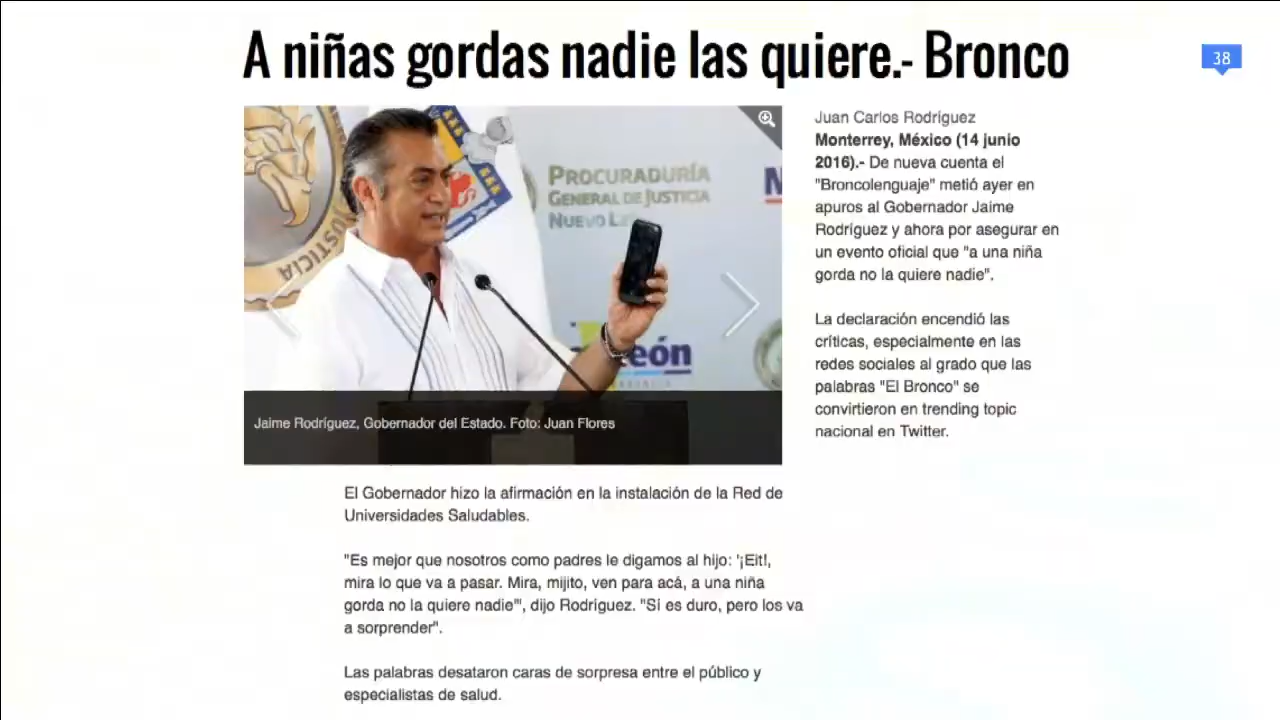 A niñas gordas nadie las quiere.- Bronco
38
PROCURADURÍA
GENERAL DE JUSTICIA
NUEVO
JUSTICIA
N
león
Jaime Rodríguez, Gobernador del Estado. Foto: Juan Flores
Juan Carlos Rodríguez
Monterrey, México (14 junio
2016).- De nueva cuenta el
"Broncolenguaje" metió ayer en
apuros al Gobernador Jaime
Rodríguez y ahora por asegurar en
un evento oficial que "a una niña
gorda no la quiere nadie".
La declaración encendió las
críticas, especialmente en las
redes sociales al grado que las
palabras "El Bronco" se
convirtieron en trending topic
nacional en Twitter.
El Gobernador hizo la afirmación en la instalación de la Red de
Universidades Saludables.
"Es mejor que nosotros como padres le digamos al hijo: '¡Eit!,
mira lo que va a pasar. Mira, mijito, ven para acá, a una niña
gorda no la quiere nadie'", dijo Rodríguez. "Sí es duro, pero los va
a sorprender".
Las palabras desataron caras de sorpresa entre el público y
especialistas de salud.